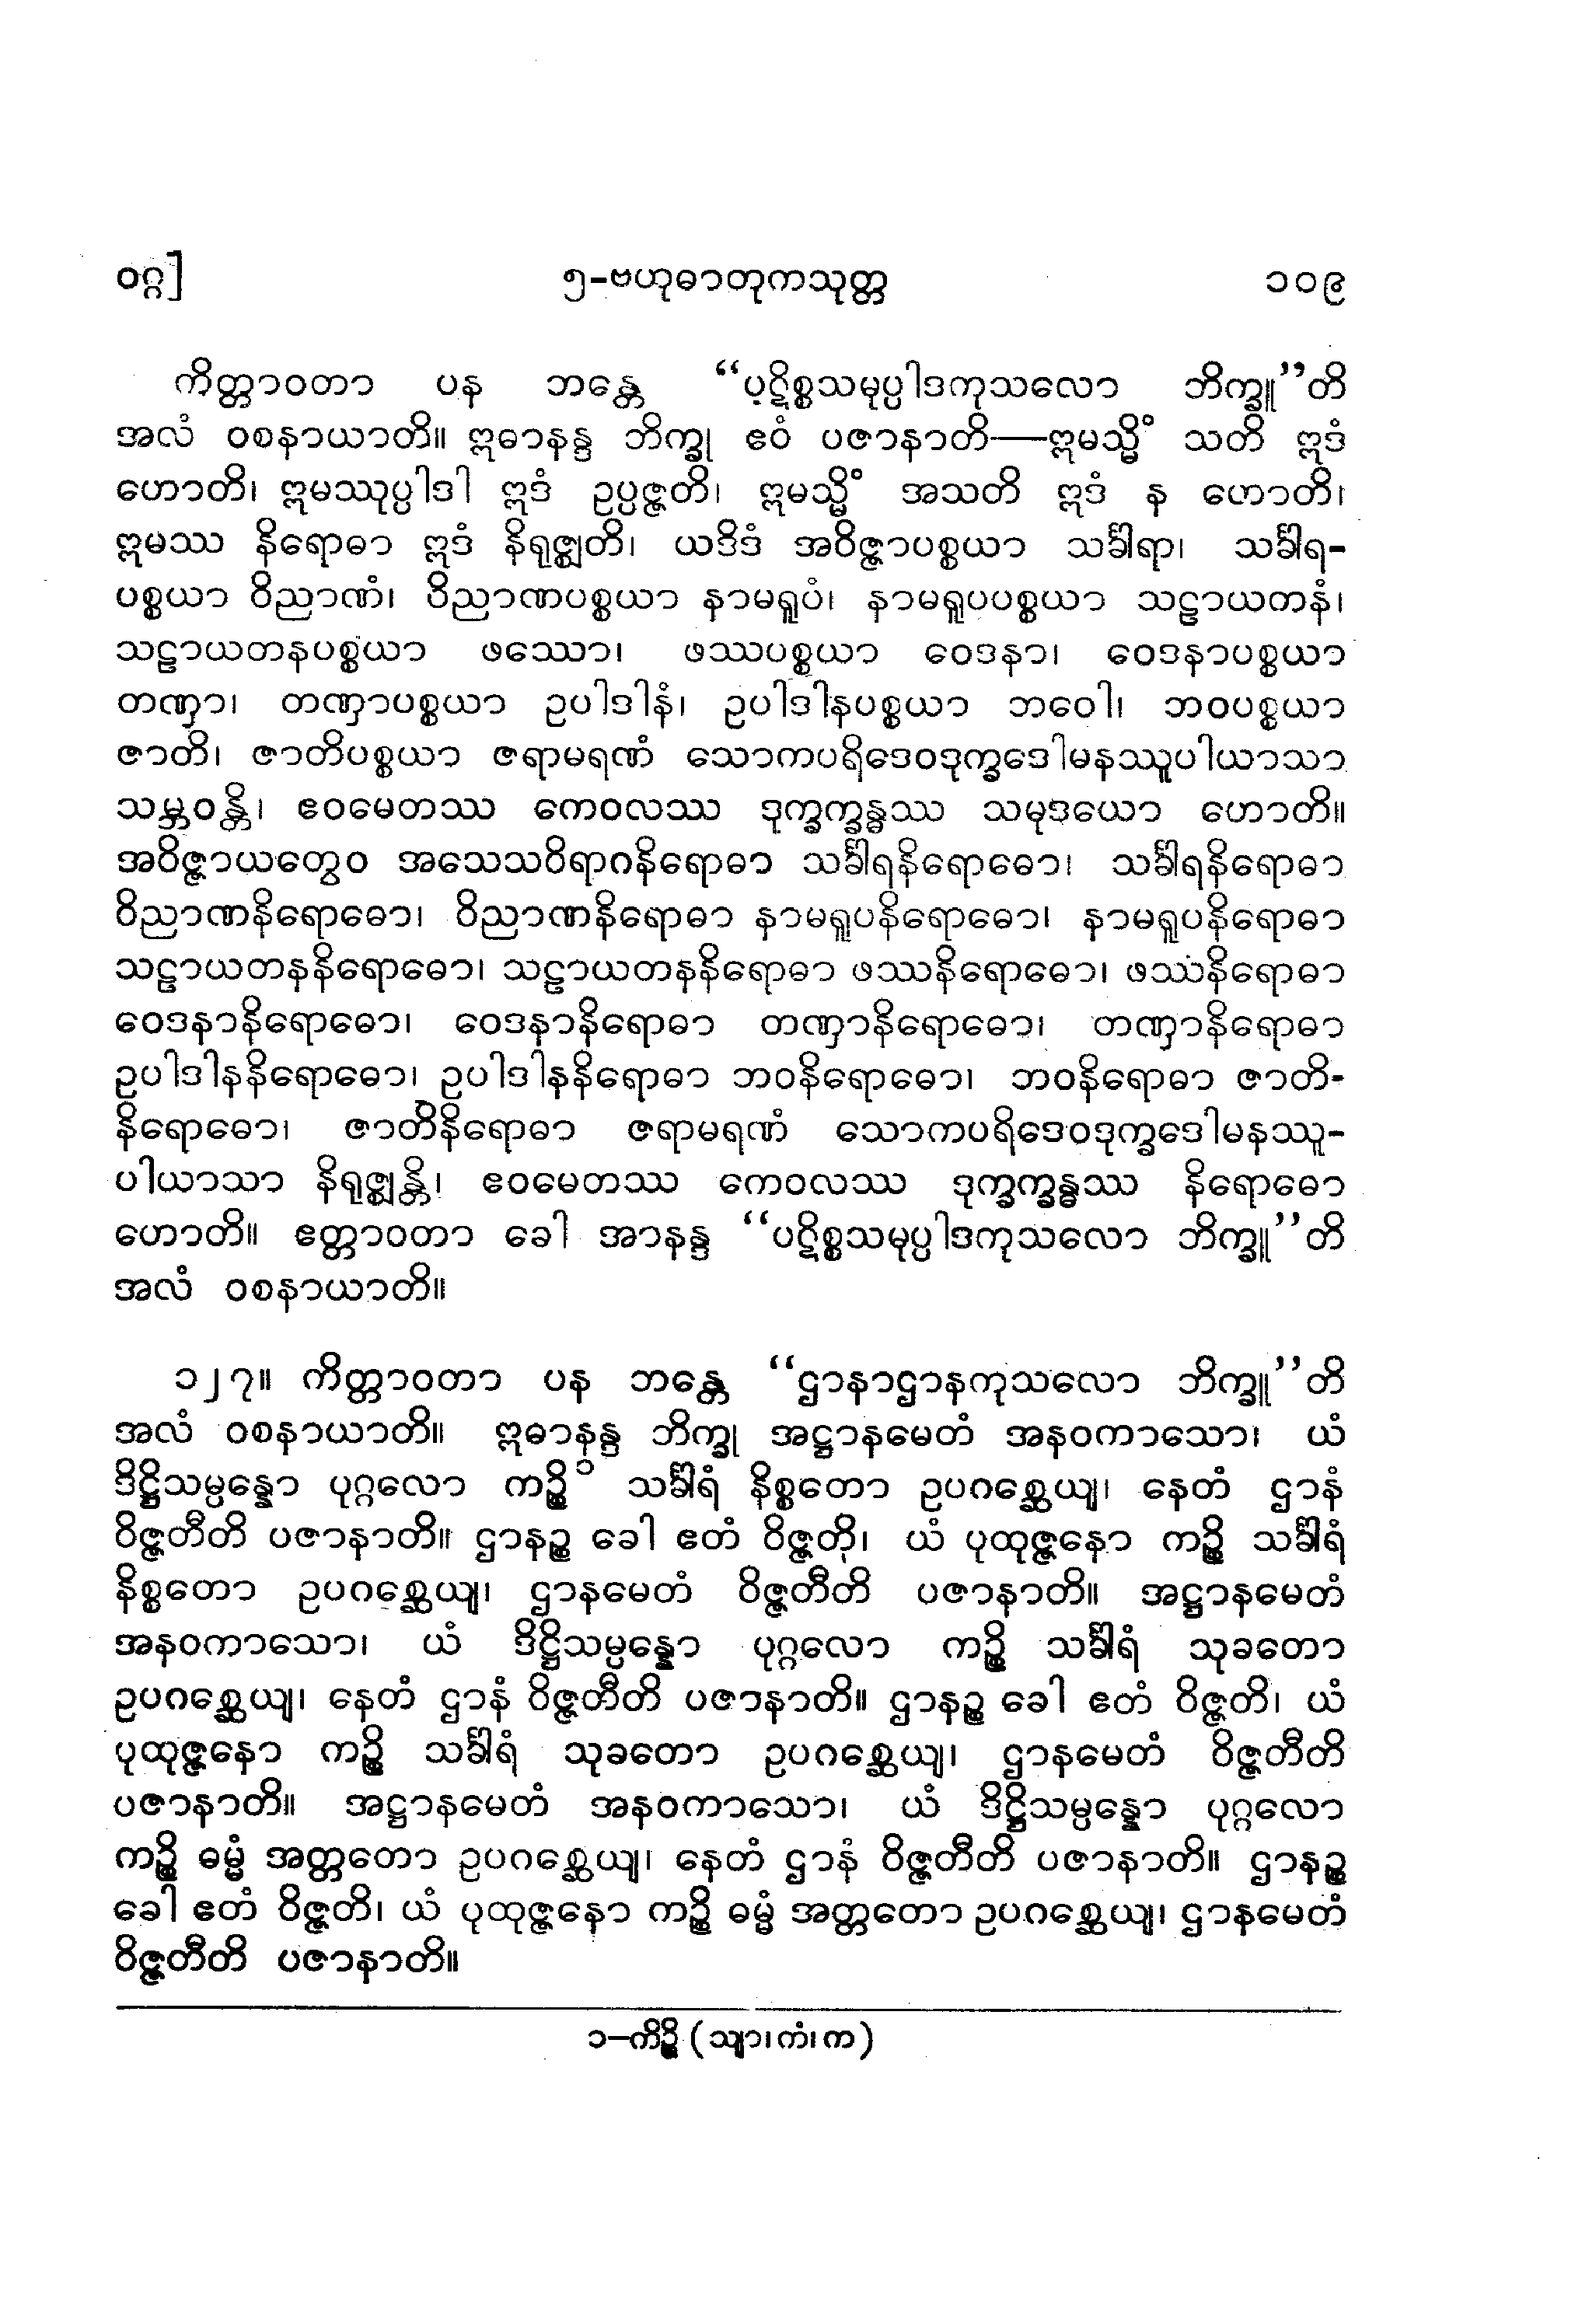 ဝဂ္ဂ]
၅-ဗဟုဓာတုကသုတ္တ
၁၀၉
ကိတ္တာဝတာ ပန ဘန္တေ “ပဋိစ္စသမုပ္ပါဒကုသလော ဘိက္ခူ”တိ
အလံ ဝစနာယာတိ။ ဣဓာနန္ဒ ဘိက္ခု ဧဝံ ပဇာနာတိ—ဣမသ္မိံ သတိ ဣဒံ
ဟောတိ၊ ဣမဿုပ္ပါဒါ ဣဒံ ဥပ္ပဇ္ဇတိ၊ ဣမသ္မိံ အသတိ ဣဒံ န ဟောတိ၊
ဣမဿ နိရောဓာ ဣဒံ နိရုဇ္ဈတိ၊ ယဒိဒံ အဝိဇ္ဇာပစ္စယာ သင်္ခါရာ၊ သင်္ခါရ-
ပစ္စယာ ဝိညာဏံ၊ ဝိညာဏပစ္စယာ နာမရူပံ၊ နာမရူပပစ္စယာ သဠာယတနံ၊
သဠာယတနပစ္စယာ ဖဿော၊ ဖဿပစ္စယာ ဝေဒနာ၊ ဝေဒနာပစ္စယာ
တဏှာ၊ တဏှာပစ္စယာ ဥပါဒါနံ၊ ဥပါဒါနပစ္စယာ ဘဝေါ၊ ဘဝပစ္စယာ
ဇာတိ၊ ဇာတိပစ္စယာ ဇရာမရဏံ သောကပရိဒေဝဒုက္ခဒေါမနဿူပါယာသာ
သမ္ဘဝန္တိ၊ ဧဝမေတဿ ကေဝလဿ ဒုက္ခက္ခန္ဓဿ သမုဒယော ဟောတိ။
အဝိဇ္ဇာယတွေဝ အသေသဝိရာဂနိရောဓာ သင်္ခါရနိရောဓော၊ သင်္ခါရနိရောဓာ
ဝိညာဏနိရောဓော၊ ဝိညာဏနိရောဓာ နာမရူပနိရောဓော၊ နာမရူပနိရောဓာ
သဠာယတနနိရောဓော၊ သဠာယတနနိရောဓာ ဖဿနိရောဓော၊ ဖဿနိရောဓာ
ဝေဒနာနိရောဓော၊ ဝေဒနာနိရောဓာ တဏှာနိရောဓော၊ တဏှာနိရောဓာ
ဥပါဒါနနိရောဓော၊ ဥပါဒါနနိရောဓာ ဘဝနိရောဓော၊ ဘဝနိရောဓာ ဇာတိ-
နိရောဓော၊ ဇာတိနိရောဓာ ဇရာမရဏံ သောကပရိဒေဝဒုက္ခဒေါမနဿူ-
ပါယာသာ နိရုဇ္ဈန္တိ၊ ဧဝမေတဿ ကေဝလဿ ဒုက္ခက္ခန္ဓဿ နိရောဓော
ဟောတိ။ ဧတ္တာဝတာ ခေါ အာနန္ဒ “ပဋိစ္စသမုပ္ပါဒကုသလော ဘိက္ခူ”တိ
အလံ ဝစနာယာတိ။
၁၂၇။ ကိတ္တာဝတာ ပန ဘန္တေ “ဌာနာဌာနကုသလော ဘိက္ခူ”တိ
အလံ ဝစနာယာတိ။ ဣဓာနန္ဒ ဘိက္ခု အဋ္ဌာနမေတံ အနဝကာသော၊ ယံ
ဒိဋ္ဌိသမ္ပန္နော ပုဂ္ဂလော ကဉ္စိ ၁ သင်္ခါရံ နိစ္စတော ဥပဂစ္ဆေယျ၊ နေတံ ဌာနံ
ဝိဇ္ဇတီတိ ပဇာနာတိ။ ဌာနဉ္စ ခေါ ဧတံ ဝိဇ္ဇတိ၊ ယံ ပုထုဇ္ဇနော ကဉ္စိ သင်္ခါရံ
နိစ္စတော ဥပဂစ္ဆေယျ၊ ဌာနမေတံ ဝိဇ္ဇတီတိ ပဇာနာတိ။ အဋ္ဌာနမေတံ
အနဝကာသော၊ ယံ ဒိဋ္ဌိသမ္ပန္နော ပုဂ္ဂလော ကဉ္စိ သင်္ခါရံ သုခတော
ဥပဂစ္ဆေယျ၊ နေတံ ဌာနံ ဝိဇ္ဇတီတိ ပဇာနာတိ။ ဌာနဉ္စ ခေါ ဧတံ ဝိဇ္ဇတိ၊ ယံ
ပုထုဇ္ဇနော ကဉ္စိ သင်္ခါရံ သုခတော ဥပဂစ္ဆေယျ၊ ဌာနမေတံ ဝိဇ္ဇတီတိ
ပဇာနာတိ။ အဋ္ဌာနမေတံ အနဝကာသော၊ ယံ ဒိဋ္ဌိသမ္ပန္နော ပုဂ္ဂလော
ကဉ္စိ ဓမ္မံ အတ္တတော ဥပဂစ္ဆေယျ၊ နေတံ ဌာနံ ဝိဇ္ဇတီတိ ပဇာနာတိ။ ဌာနဉ္စ
ခေါ ဧတံ ဝိဇ္ဇတိ၊ ယံ ပုထုဇ္ဇနော ကဉ္စိ ဓမ္မံ အတ္တတော ဥပဂစ္ဆေယျ၊ ဌာနမေတံ
ဝိဇ္ဇတီတိ ပဇာနာတိ။
၁—ကိဉ္စိ (သျာ၊ကံ၊က)